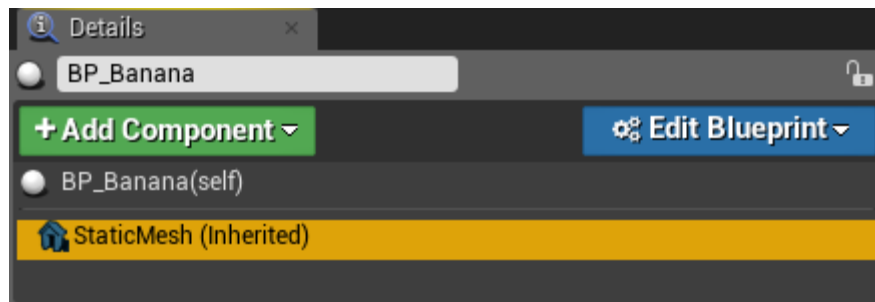 Details
BP_Banana
+ Add Component
Edit Blueprint
BP_Banana(self)
StaticMesh (Inherited)